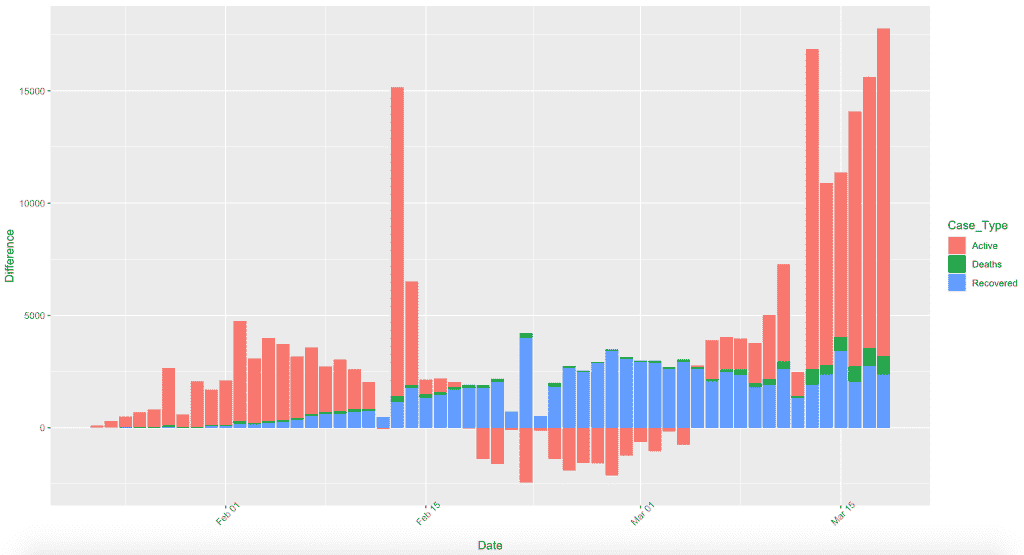 15000
10000
5000
0
Difference
Feb 01
Feb 15
Mar 01
Mar 15
Date
Case_Type
Active
Deaths
Recovered